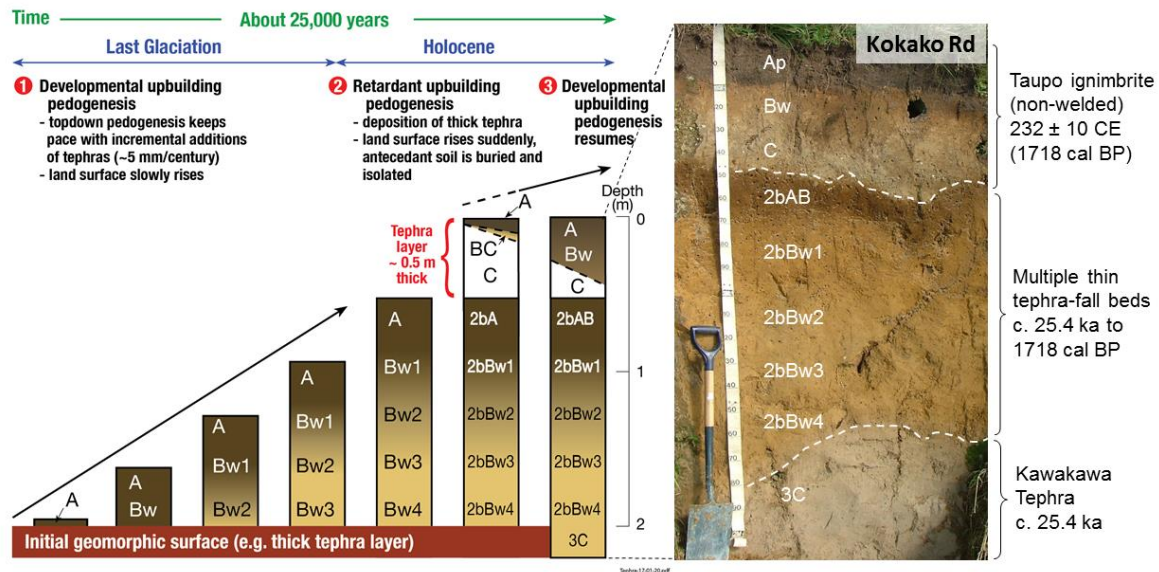 Time
About 25,000 years
Last Glaciation
Holocene
1 Developmental upbuilding
pedogenesis
- topdown pedogenesis keeps
pace with incremental additions
of tephras (~5 mm/century)
- land surface slowly rises
2 Retardant upbuilding
pedogenesis
- deposition of thick tephra
- land surface rises suddenly,
antecedant soil is buried and
isolated
3 Developmental
upbuilding
pedogenesis
resumes
Depth
(m)
0
1
2
Tephra
layer
~ 0.5 m
thick
A
A
Bw
A
Bw1
Bw2
A
Bw1
Bw2
Bw3
A
Bw1
Bw2
Bw3
Bw4
A
BC
C
2bA
2bBw1
2bBw2
2bBw3
2bBw4
A
Bw
C
2bAB
2bBw1
2bBw2
2bBw3
2bBw4
3C
Initial geomorphic surface (e.g. thick tephra layer)
Kokako Rd
Ap
Bw
C
2bAB
2bBw1
2bBw2
2bBw3
2bBw4
3C
Taupo ignimbrite
(non-welded)
232 ± 10 CE
(1718 cal BP)
Multiple thin
tephra-fall beds
c. 25.4 ka to
1718 cal BP
Kawakawa
Tephra
c. 25.4 ka